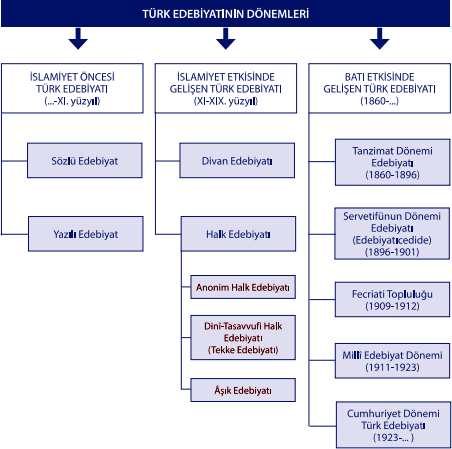 TÜRK EDEBİYATININ DÖNEMLERİ
İSLAMİYET ÖNCESİ
TÜRK EDEBİYATI
(...-XI. yüzyıl)
Sözlü Edebiyat
Yazılı Edebiyat
İSLAMİYET ETKİSİNDE
GELİŞEN TÜRK EDEBİYATI
(XI-XIX. yüzyıl)
Divan Edebiyatı
Halk Edebiyatı
Anonim Halk Edebiyatı
Dinî-Tasavvufi Halk
Edebiyatı
(Tekke Edebiyatı)
Âşık Edebiyatı
BATI ETKİSİNDE
GELİŞEN TÜRK EDEBİYATI
(1860-...)
Tanzimat Dönemi
Edebiyatı
(1860-1896)
Servetifünun Dönemi
Edebiyatı
(Edebiyatıcedide)
(1896-1901)
Fecriati Topluluğu
(1909-1912)
Millî Edebiyat Dönemi
(1911-1923)
Cumhuriyet Dönemi
Türk Edebiyatı
(1923-... )